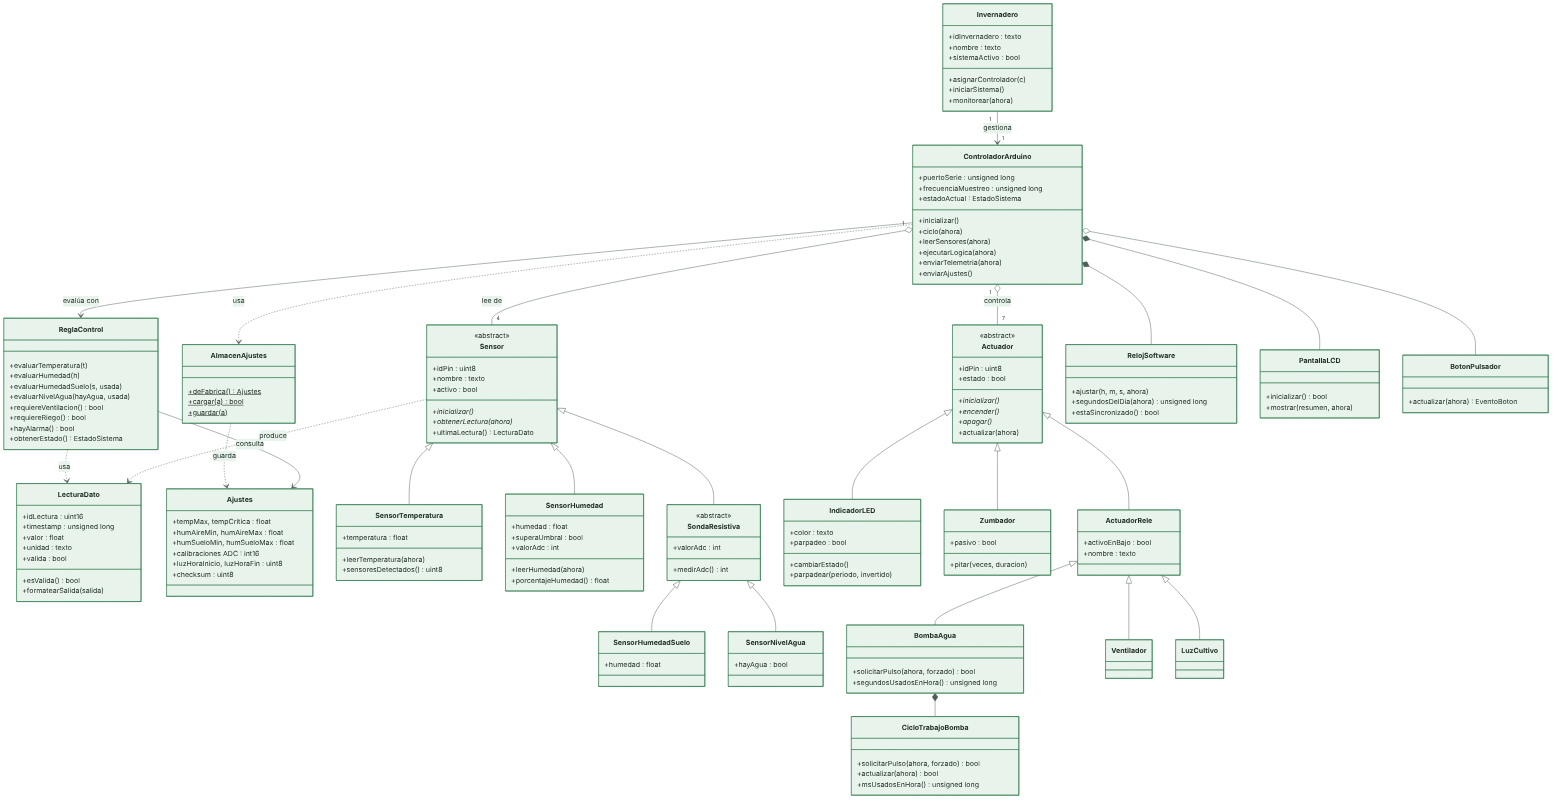 Invernadero
+idInvernadero : texto
+nombre : texto
+sistemaActivo : bool
+asignarControlador(c)
+iniciarSistema()
+monitorear(ahora)
1
gestiona
1
ControladorArduino
+puertoSerie : unsigned long
+frecuenciaMuestreo : unsigned long
+estadoActual : EstadoSistema
+inicializar()
+ciclo(ahora)
+leerSensores(ahora)
+ejecutarLogica(ahora)
+enviarTelemetria(ahora)
+enviarAjustes()
1
1
evalúa con
usa
lee de
controla
4
7
ReglaControl
+evaluarTemperatura(t)
+evaluarHumedad(h)
+evaluarHumedadSuelo(s, usada)
+evaluarNivelAgua(hayAgua, usada)
+requiereVentilacion() : bool
+requiereRiego() : bool
+hayAlarma() : bool
+obtenerEstado() : EstadoSistema
AlmacenAjustes
+deFabrica() : Ajustes
+cargar(a) : bool
+guardar(a)
«abstract»
Sensor
+idPin : uint8
+nombre : texto
+activo : bool
+inicializar()
+obtenerLectura(ahora)
+ultimaLectura() : LecturaDato
«abstract»
Actuador
+idPin : uint8
+estado : bool
+inicializar()
+encender()
+apagar()
+actualizar(ahora)
RelojSoftware
+ajustar(h, m, s, ahora)
+segundosDelDia(ahora) : unsigned long
+estaSincronizado() : bool
PantallaLCD
+inicializar() : bool
+mostrar(resumen, ahora)
BotonPulsador
+actualizar(ahora) : EventoBoton
usa
consulta
produce
guarda
LecturaDato
+idLectura : uint16
+timestamp : unsigned long
+valor : float
+unidad : texto
+valida : bool
+esValida() : bool
+formatearSalida(salida)
Ajustes
+tempMax, tempCritica : float
+humAireMin, humAireMax : float
+humSueloMin, humSueloMax : float
+calibraciones ADC : int16
+luzHoraInicio, luzHoraFin : uint8
+checksum : uint8
SensorTemperatura
+temperatura : float
+leerTemperatura(ahora)
+sensoresDetectados() : uint8
SensorHumedad
+humedad : float
+superaUmbral : bool
+valorAdc : int
+leerHumedad(ahora)
+porcentajeHumedad() : float
«abstract»
SondaResistiva
+valorAdc : int
+medirAdc() : int
IndicadorLED
+color : texto
+parpadeo : bool
+cambiarEstado()
+parpadear(periodo, invertido)
Zumbador
+pasivo : bool
+pitar(veces, duracion)
ActuadorRele
+activoEnBajo : bool
+nombre : texto
SensorHumedadSuelo
+humedad : float
SensorNivelAgua
+hayAgua : bool
BombaAgua
+solicitarPulso(ahora, forzado) : bool
+segundosUsadosEnHora() : unsigned long
Ventilador
LuzCultivo
CicloTrabajoBomba
+solicitarPulso(ahora, forzado) : bool
+actualizar(ahora) : bool
+msUsadosEnHora() : unsigned long